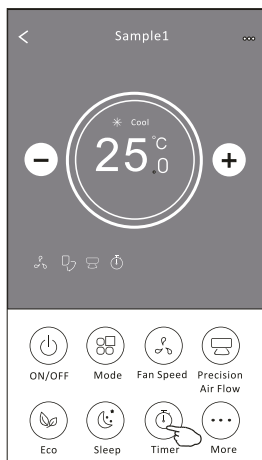 Sample1
Cool
25.0 °C
ON/OFF
Mode
Fan Speed
Precision
Air Flow
Eco
Sleep
Timer
More